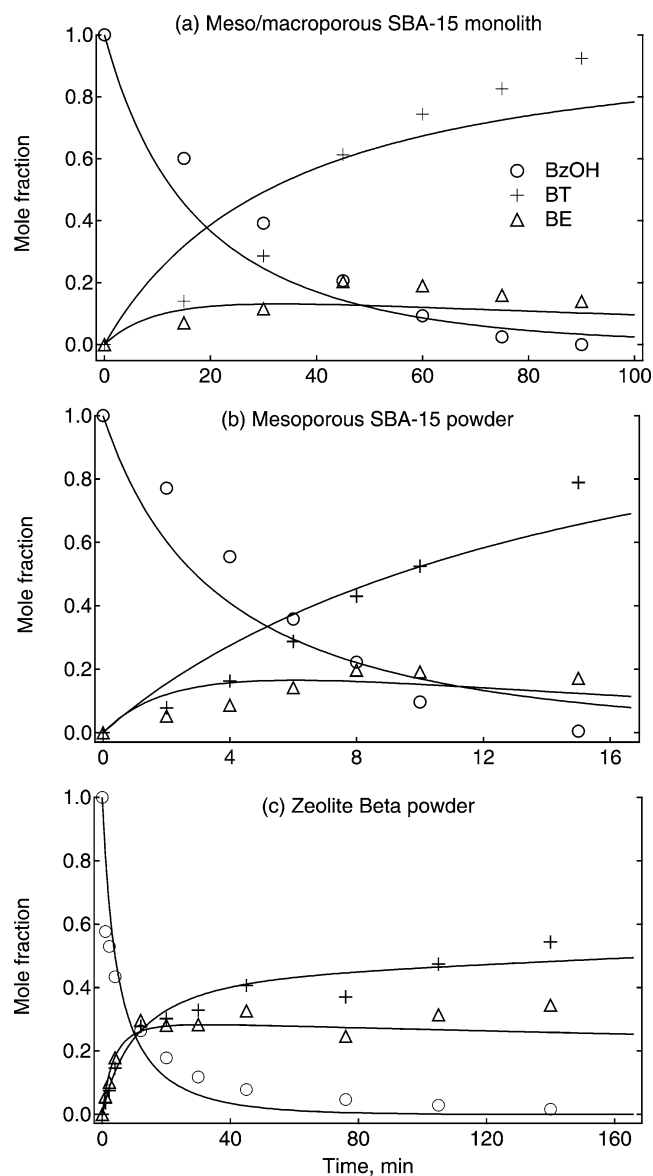 (a) Meso/macroporous SBA-15 monolith
1.0
0.8
0.6
0.4
0.2
0.0
Mole fraction
BzOH
BT
BE
0 20 40 60 80 100
(b) Mesoporous SBA-15 powder
1.0
0.8
0.6
0.4
0.2
0.0
Mole fraction
0 4 8 12 16
(c) Zeolite Beta powder
1.0
0.8
0.6
0.4
0.2
0.0
Mole fraction
0 40 80 120 160
Time, min